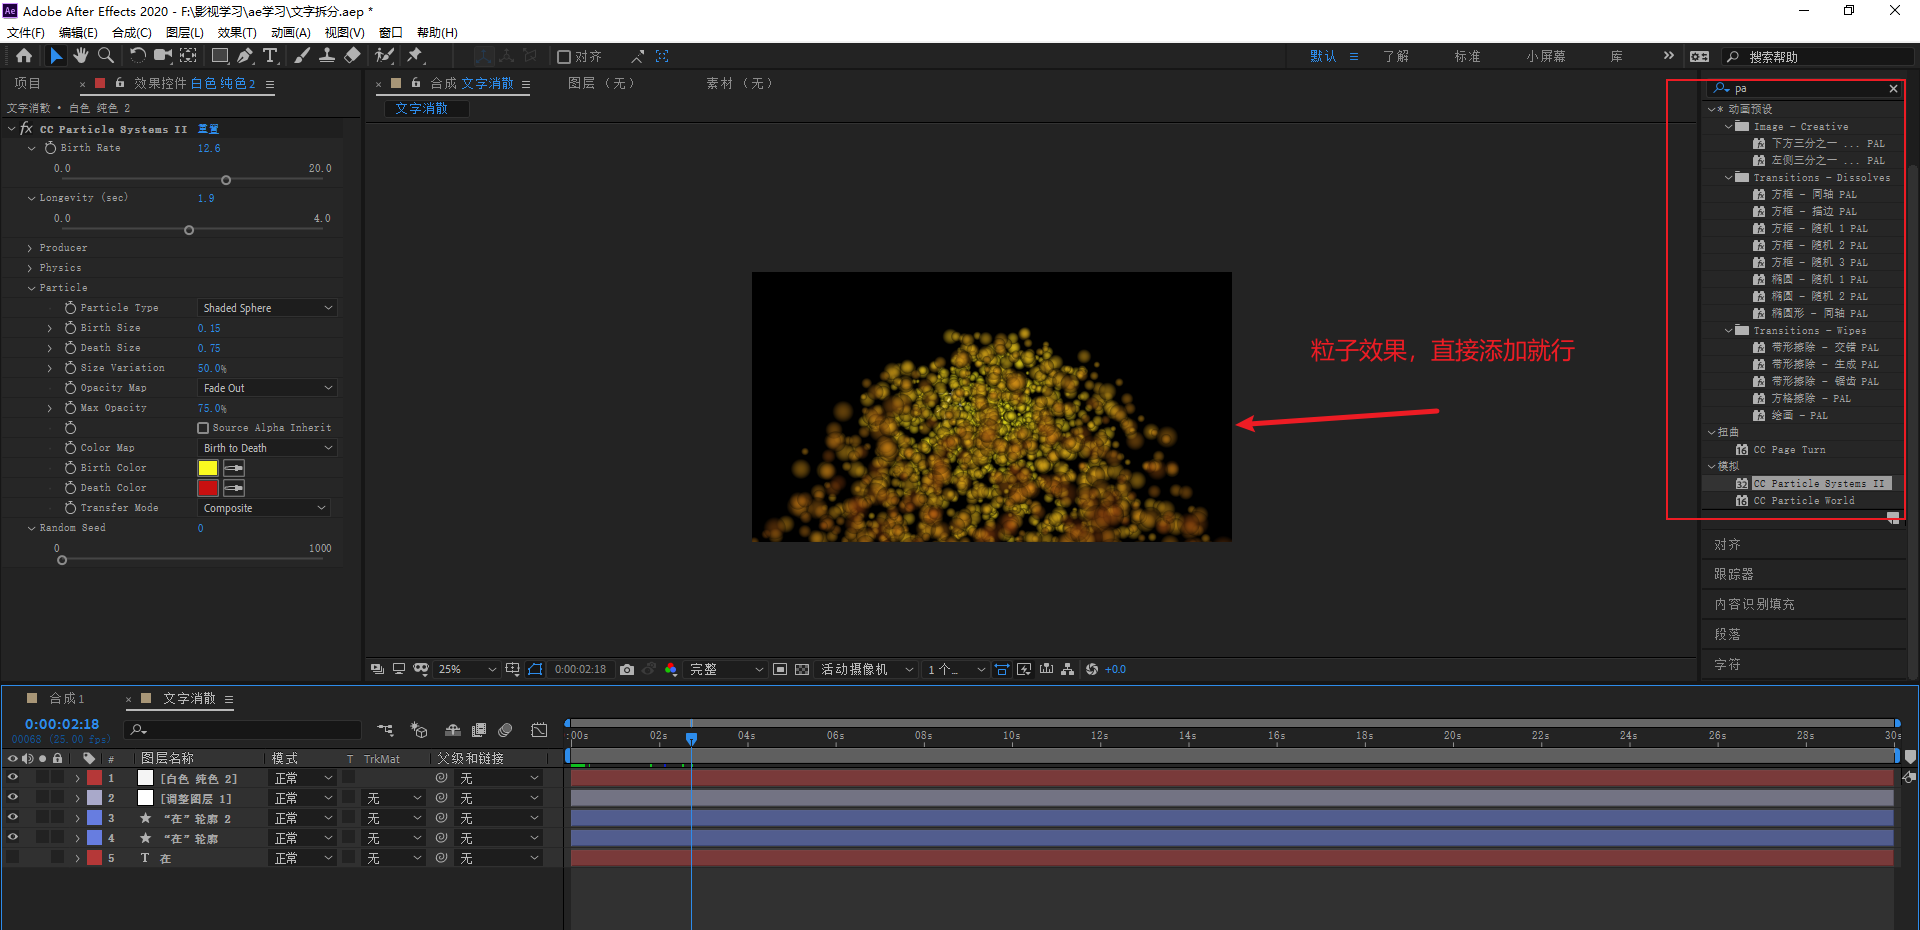 Ae Adobe After Effects 2020 - F:\影视学习\ae学习\文字拆分.aep *
文件(F) 编辑(E) 合成(C) 图层(L) 效果(T) 动画(A) 视图(V) 窗口 帮助(H)
对齐 默认 了解 标准 小屏幕 库 搜索帮助
项目 效果控件 白色 纯色 2
文字消散 • 白色 纯色 2
fx CC Particle Systems II 重置
Birth Rate 12.6
0.0 20.0
Longevity (sec) 1.9
0.0 4.0
Producer
Physics
Particle
Particle Type Shaded Sphere
Birth Size 0.15
Death Size 0.75
Size Variation 50.0%
Opacity Map Fade Out
Max Opacity 75.0%
Source Alpha Inherit
Color Map Birth to Death
Birth Color
Death Color
Transfer Mode Composite
Random Seed 0
0 1000
合成 文字消散 图层 (无) 素材 (无)
文字消散
粒子效果，直接添加就行
25% 0:00:02:18 完整 活动摄像机 1个... +0.0
pa
* 动画预设
Image - Creative
下方三分之一 ... PAL
左侧三分之一 ... PAL
Transitions - Dissolves
方框 - 同轴 PAL
方框 - 描边 PAL
方框 - 随机 1 PAL
方框 - 随机 2 PAL
方框 - 随机 3 PAL
椭圆 - 随机 1 PAL
椭圆 - 随机 2 PAL
椭圆形 - 同轴 PAL
Transitions - Wipes
带形擦除 - 交错 PAL
带形擦除 - 生成 PAL
带形擦除 - 锯齿 PAL
方格擦除 - PAL
绘画 - PAL
扭曲
16 CC Page Turn
模拟
32 CC Particle Systems II
16 CC Particle World
对齐
跟踪器
内容识别填充
段落
字符
合成 1 文字消散
0:00:02:18
00068 (25.00 fps)
:00s 02s 04s 06s 08s 10s 12s 14s 16s 18s 20s 22s 24s 26s 28s 30s
# 图层名称 模式 T TrkMat 父级和链接
1 [白色 纯色 2] 正常 无
2 [调整图层 1] 正常 无 无
3 “在”轮廓 2 正常 无 无
4 “在”轮廓 正常 无 无
5 T 在 正常 无 无